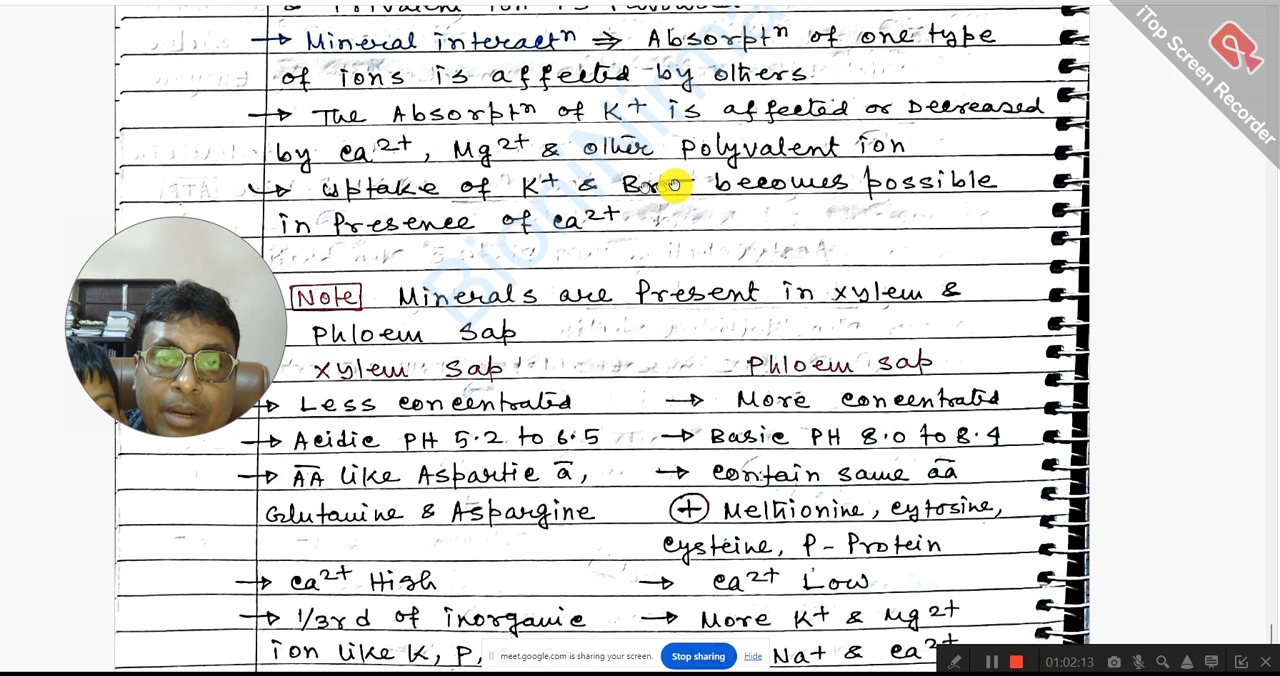 → Mineral interactⁿ ⇒ Absorptⁿ of one type
of ions is affected by others.
→ The Absorptⁿ of K⁺ is affected or Decreased
by Ca²⁺, Mg²⁺ & other Polyvalent ion
↳ Uptake of K⁺ & becomes possible
in Presence of Ca²⁺
Note Minerals are Present in Xylem &
Phloem Sap
Xylem Sap Phloem Sap
→ Less concentrated → More concentrated
→ Acidic PH 5.2 to 6.5 → Basic PH 8.0 to 8.4
→ AA like Aspartic a, → contain same aa
Glutamine & Aspargine ⊕ Methionine, cytosine,
cysteine, P-Protein
→ Ca²⁺ High → Ca²⁺ Low
→ 1/3rd of inorganic → More K⁺ & Mg²⁺
ion like K, P, Na⁺ & Ca²⁺
meet.google.com is sharing your screen. Stop sharing Hide
01:02:13
iTop Screen Recorder